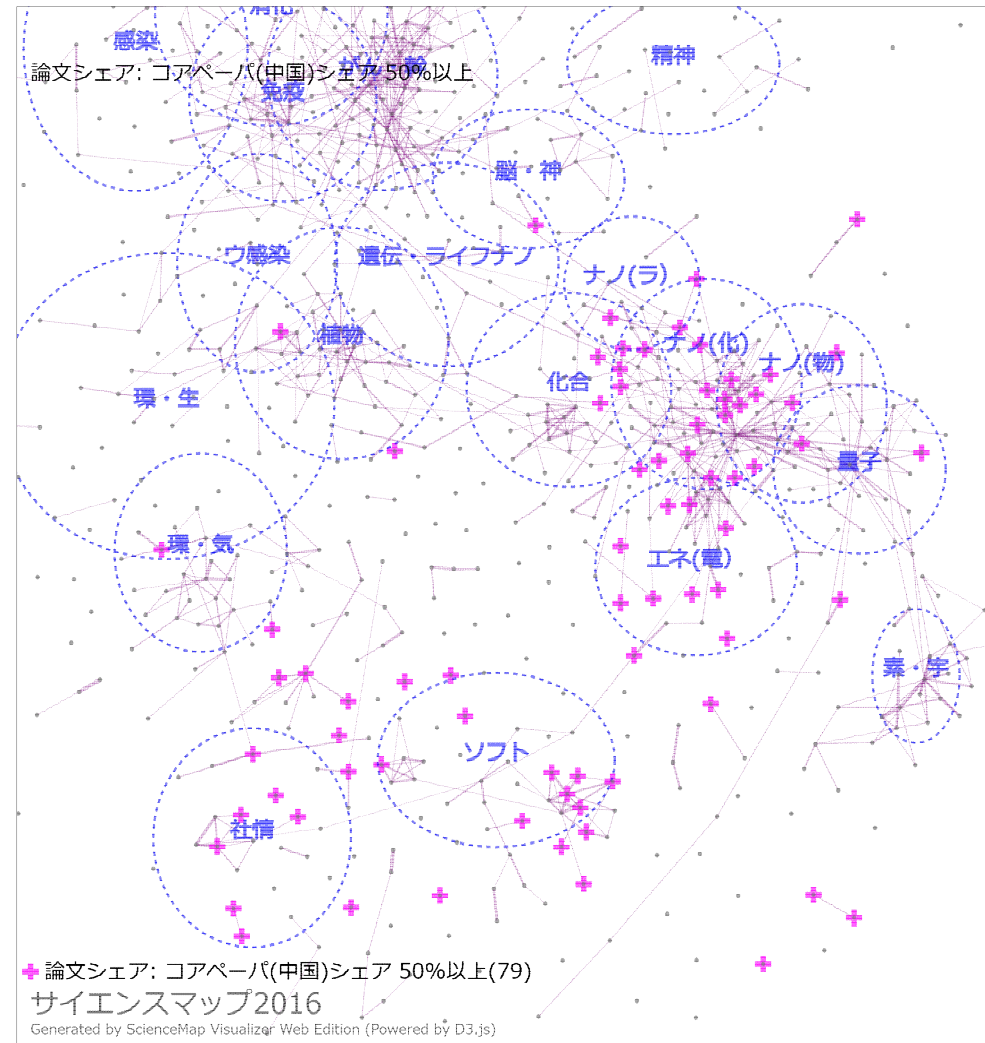 消化
感染
精神
論文シェア: コアペーパ(中国)シェア 50%以上
免疫
脳・神
ウ感染
遺伝・ライフナノ
ナノ(ラ)
植物
ナノ(化)
ナノ(物)
化合
環・生
量子
環・気
エネ(電)
素・宇
ソフト
社情
論文シェア: コアペーパ(中国)シェア 50%以上(79)
サイエンスマップ2016
Generated by ScienceMap Visualizer Web Edition (Powered by D3.js)